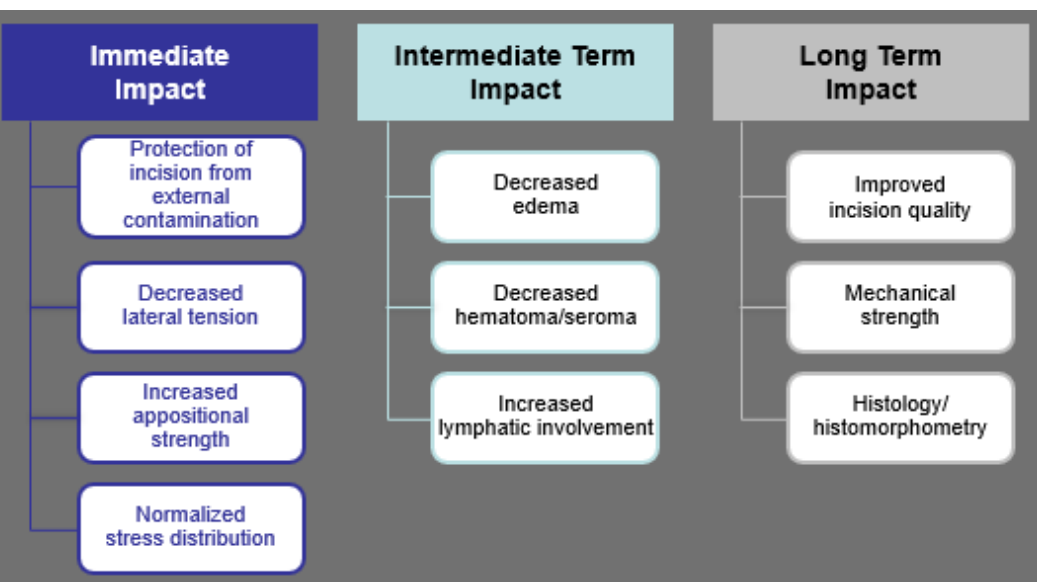 Immediate
Impact
Protection of
incision from
external
contamination
Decreased
lateral tension
Increased
appositional
strength
Normalized
stress distribution
Intermediate Term
Impact
Decreased
edema
Decreased
hematoma/seroma
Increased
lymphatic involvement
Long Term
Impact
Improved
incision quality
Mechanical
strength
Histology/
histomorphometry